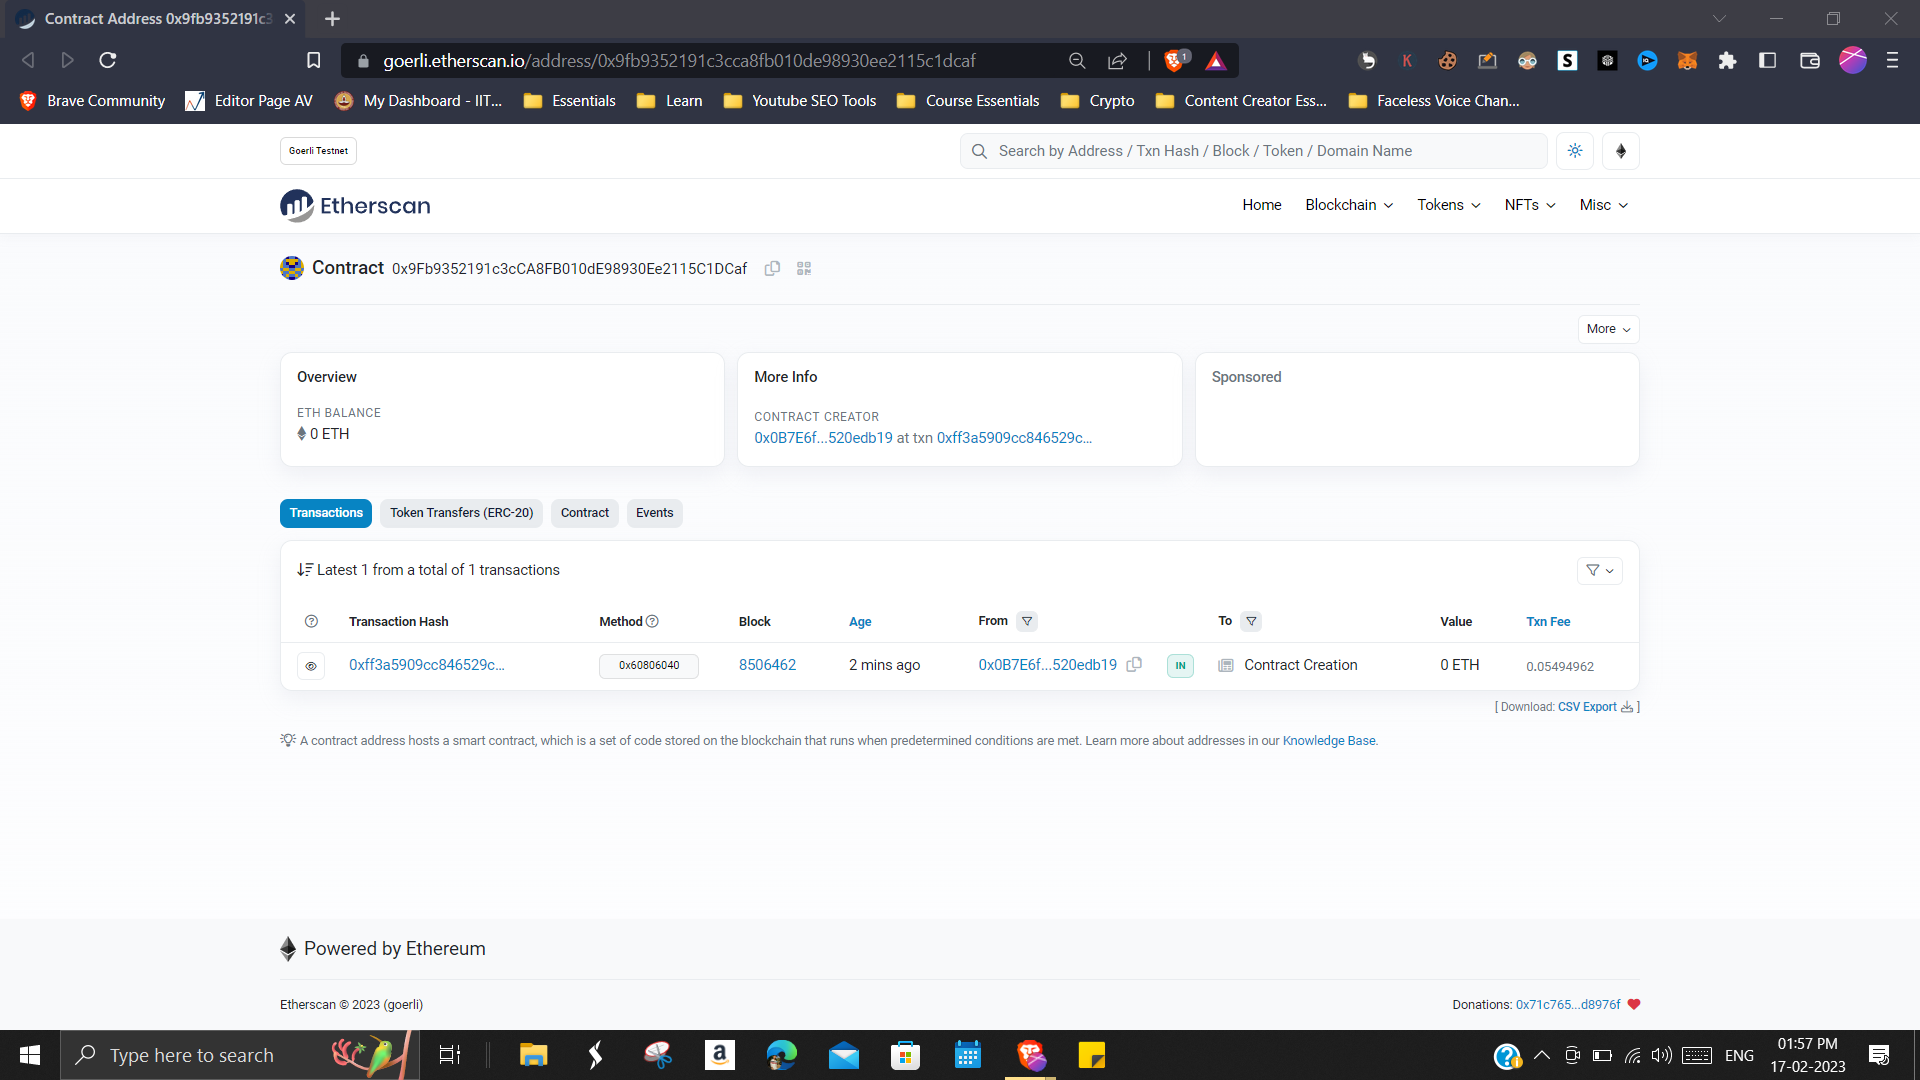 Contract Address 0x9fb9352191c3
goerli.etherscan.io/address/0x9fb9352191c3cca8fb010de98930ee2115c1dcaf
1
Brave Community
Editor Page AV
My Dashboard - IIT...
Essentials
Learn
Youtube SEO Tools
Course Essentials
Crypto
Content Creator Ess...
Faceless Voice Chan...
Goerli Testnet
Search by Address / Txn Hash / Block / Token / Domain Name
Etherscan
Home Blockchain Tokens NFTs Misc
Contract 0x9Fb9352191c3cCA8FB010dE98930Ee2115C1DCaf
More
Overview
ETH BALANCE
0 ETH
More Info
CONTRACT CREATOR
0x0B7E6f...520edb19 at txn 0xff3a5909cc846529c...
Sponsored
Transactions Token Transfers (ERC-20) Contract Events
Latest 1 from a total of 1 transactions
Transaction Hash Method Block Age From To Value Txn Fee
0xff3a5909cc846529c... 0x60806040 8506462 2 mins ago 0x0B7E6f...520edb19 IN Contract Creation 0 ETH 0.05494962
[ Download: CSV Export ]
A contract address hosts a smart contract, which is a set of code stored on the blockchain that runs when predetermined conditions are met. Learn more about addresses in our Knowledge Base.
Powered by Ethereum
Etherscan © 2023 (goerli)
Donations: 0x71c765...d8976f
Type here to search
ENG
01:57 PM
17-02-2023